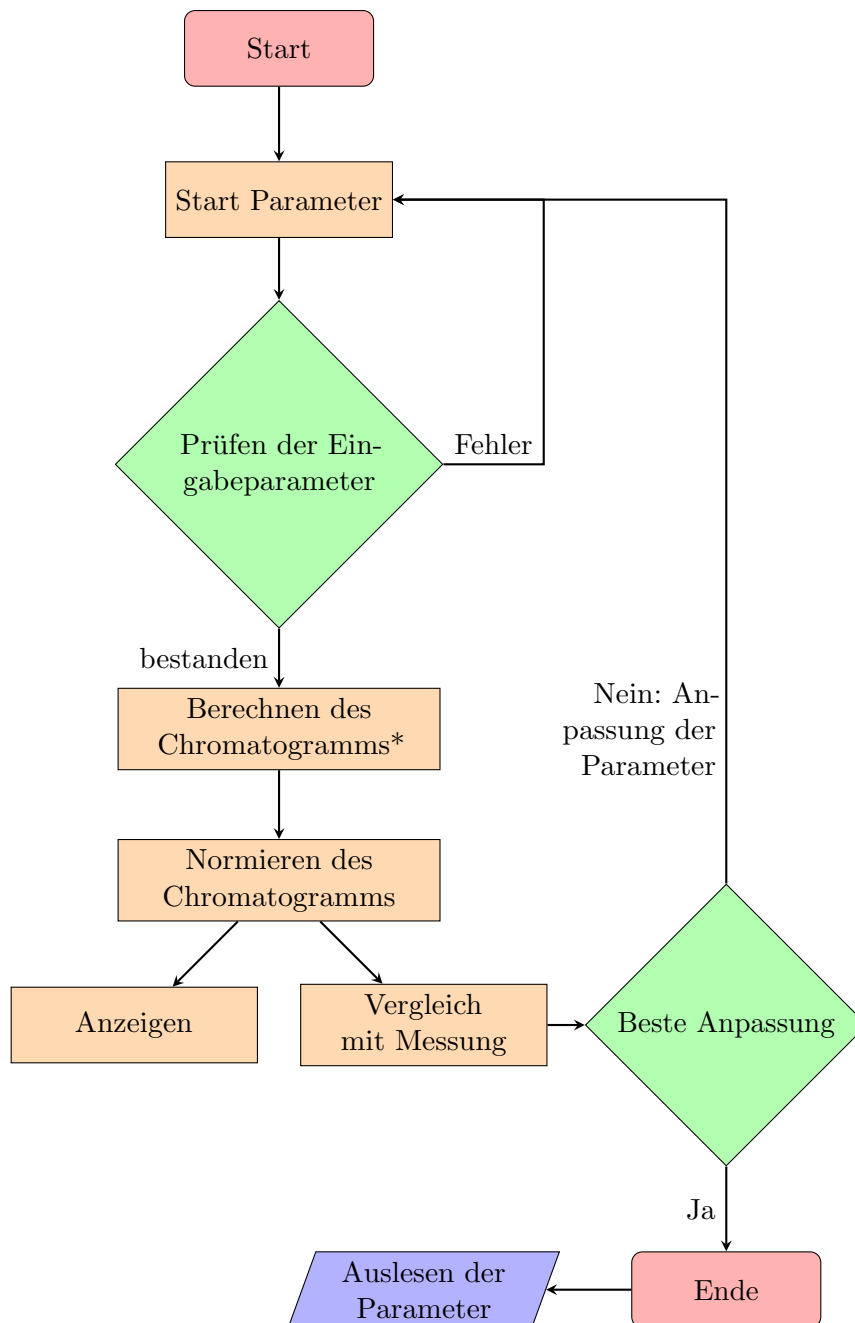 Start
Start Parameter
Prüfen der Ein-
gabeparameter
Fehler
bestanden
Berechnen des
Chromatogramms*
Nein: An-
passung der
Parameter
Normieren des
Chromatogramms
Anzeigen
Vergleich
mit Messung
Beste Anpassung
Ja
Auslesen der
Parameter
Ende